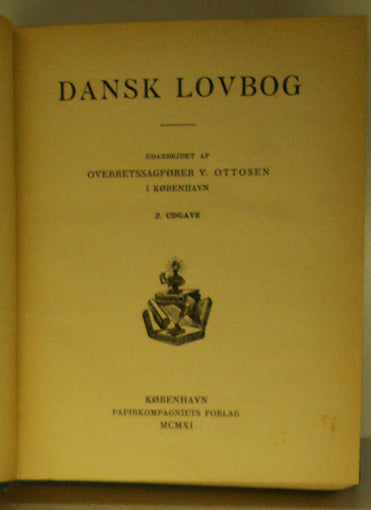 DANSK LOVBOG
UDARBEJDET AF
OVERRETSSAGFØRER V. OTTOSEN
I KØBENHAVN
2. UDGAVE
KØBENHAVN
PAPIRKOMPAGNIETS FORLAG
MCMXI